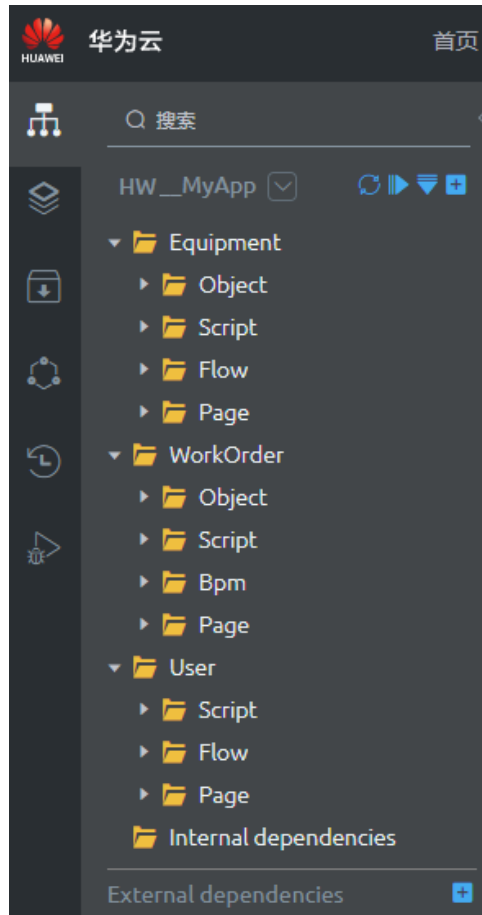 HUAWEI 华为云 首页
搜索
HW__MyApp
Equipment
Object
Script
Flow
Page
WorkOrder
Object
Script
Bpm
Page
User
Script
Flow
Page
Internal dependencies
External dependencies